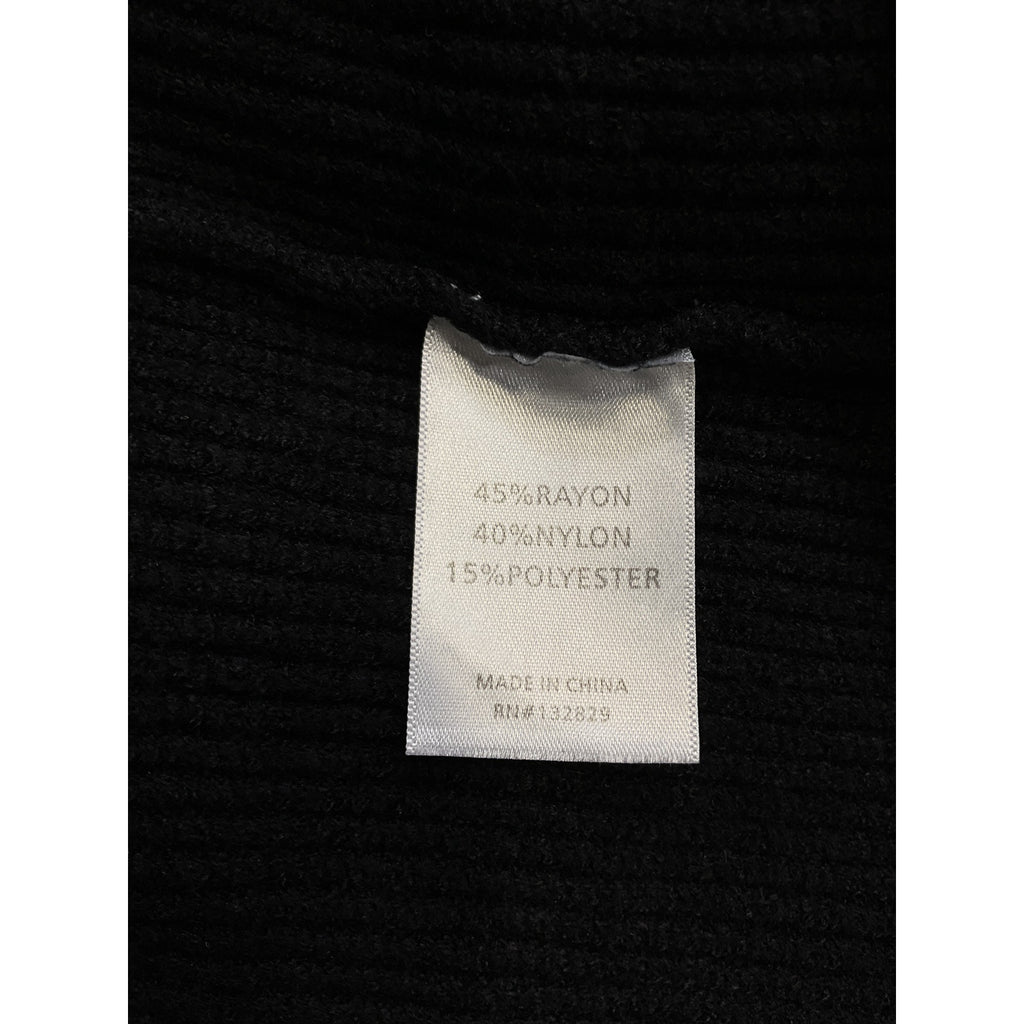 45%RAYON
40%NYLON
15%POLYESTER
MADE IN CHINA
RN#132829